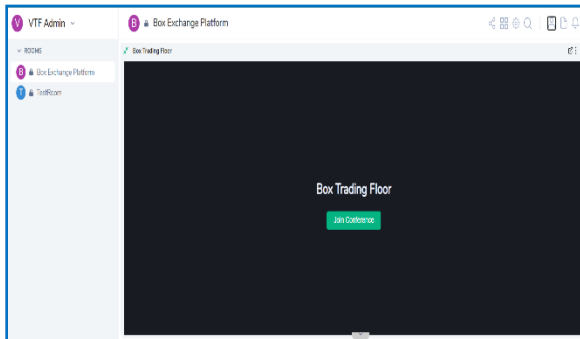 V VTF Admin
B Box Exchange Platform
ROOMS
Box Trading Floor
B Box Exchange Platform
T TestRoom
Box Trading Floor
Join Conference